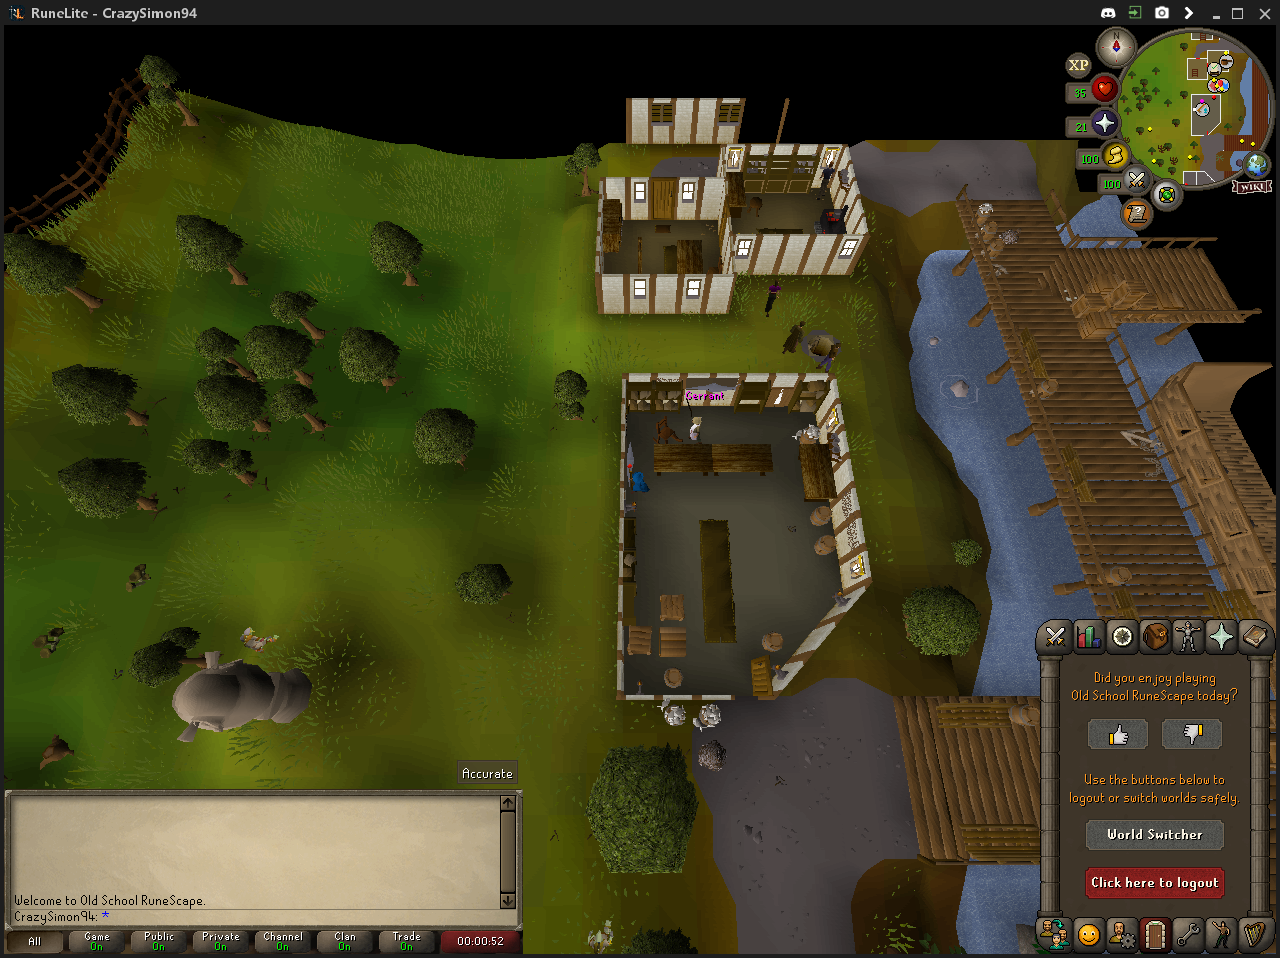 RuneLite - CrazySimon94
N
XP
35
21
100
100
WIKI
Gerrant
Accurate
Did you enjoy playing
Old School RuneScape today?
Use the buttons below to
logout or switch worlds safely.
World Switcher
Click here to logout
Welcome to Old School RuneScape.
CrazySimon94: *
All
Game
On
Public
On
Private
On
Channel
On
Clan
On
Trade
On
00:00:52